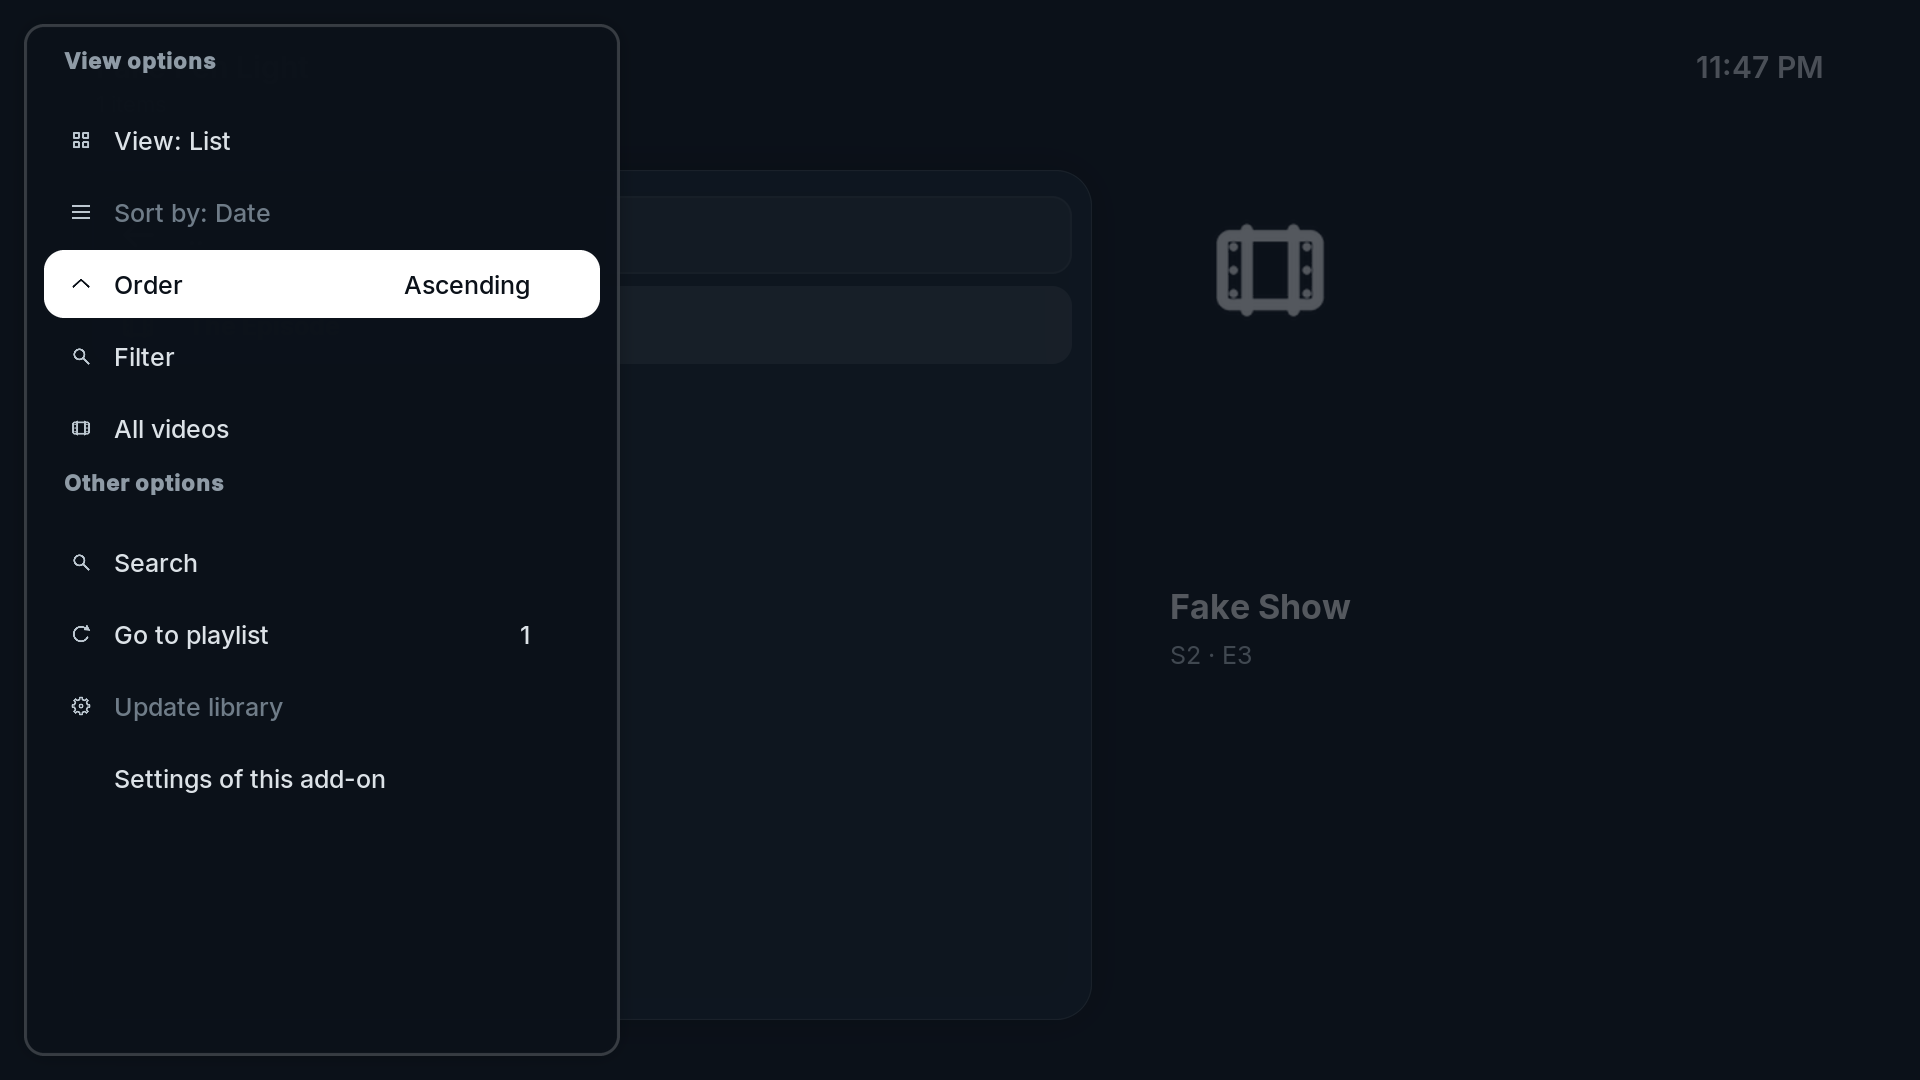 View options
11:47 PM
View: List
Sort by: Date
Order Ascending
Filter
All videos
Other options
Search
Go to playlist 1
Update library
Settings of this add-on
Fake Show
S2 · E3